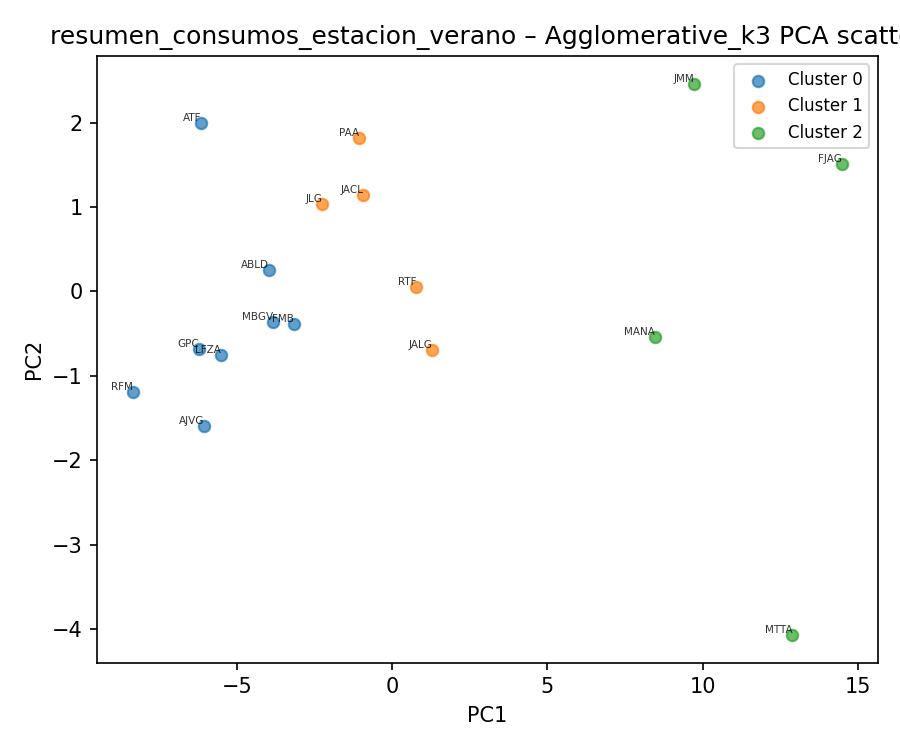 resumen_consumos_estacion_verano – Agglomerative_k3 PCA scatt
Cluster 0
Cluster 1
Cluster 2
JMM
FJAG
ATF
PAA
JACL
JLG
ABLD
RTF
MBGV
FMB
MANA
JALG
GPC
LFZA
RFM
AJVG
MTTA
2
1
0
−1
−2
−3
−4
PC2
−5 0 5 10 15
PC1